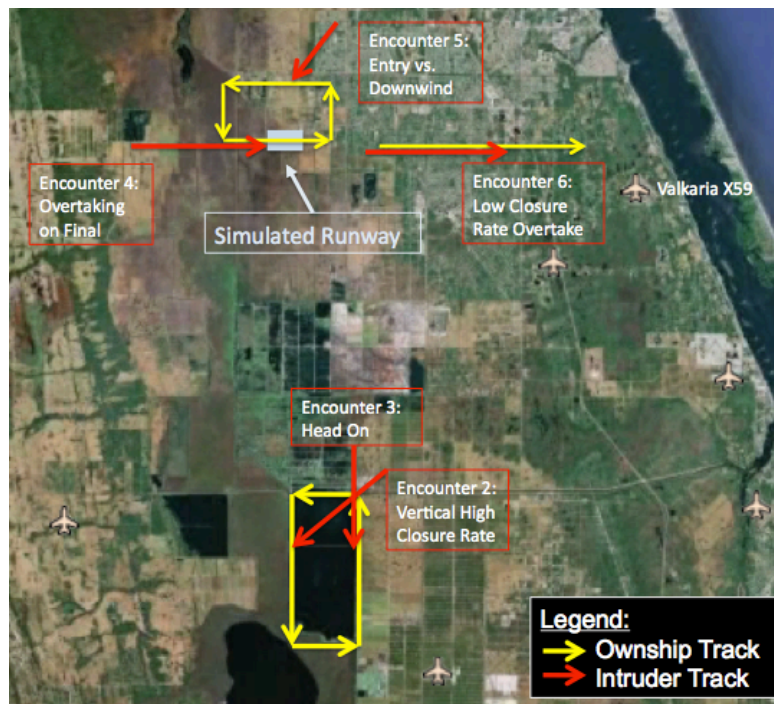 Encounter 5:
Entry vs.
Downwind
Encounter 4:
Overtaking
on Final
Simulated Runway
Encounter 6:
Low Closure
Rate Overtake
Valkaria X59
Encounter 3:
Head On
Encounter 2:
Vertical High
Closure Rate
Legend:
Ownship Track
Intruder Track